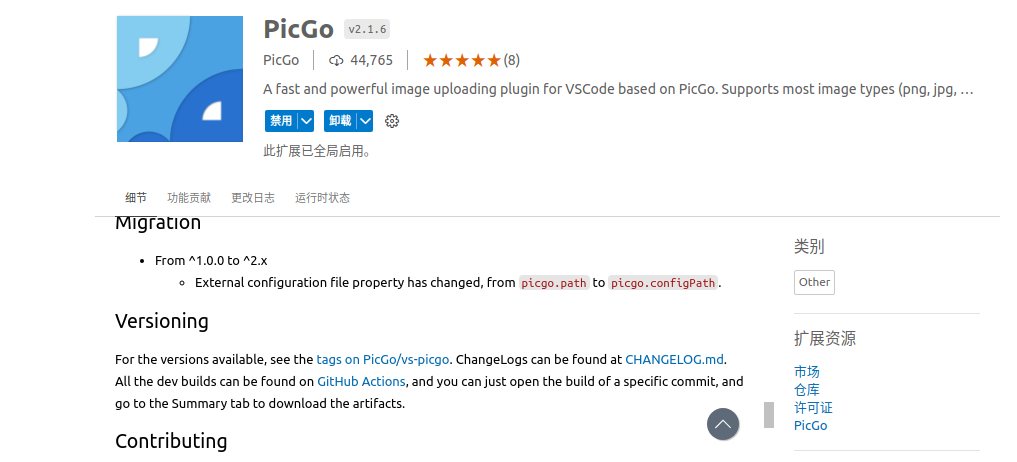 PicGo v2.1.6
PicGo 44,765 (8)
A fast and powerful image uploading plugin for VSCode based on PicGo. Supports most image types (png, jpg, …
禁用 卸载
此扩展已全局启用。
细节 功能贡献 更改日志 运行时状态
Migration
From ^1.0.0 to ^2.x
External configuration file property has changed, from picgo.path to picgo.configPath.
Versioning
For the versions available, see the tags on PicGo/vs-picgo. ChangeLogs can be found at CHANGELOG.md.
All the dev builds can be found on GitHub Actions, and you can just open the build of a specific commit, and
go to the Summary tab to download the artifacts.
Contributing
类别
Other
扩展资源
市场
仓库
许可证
PicGo